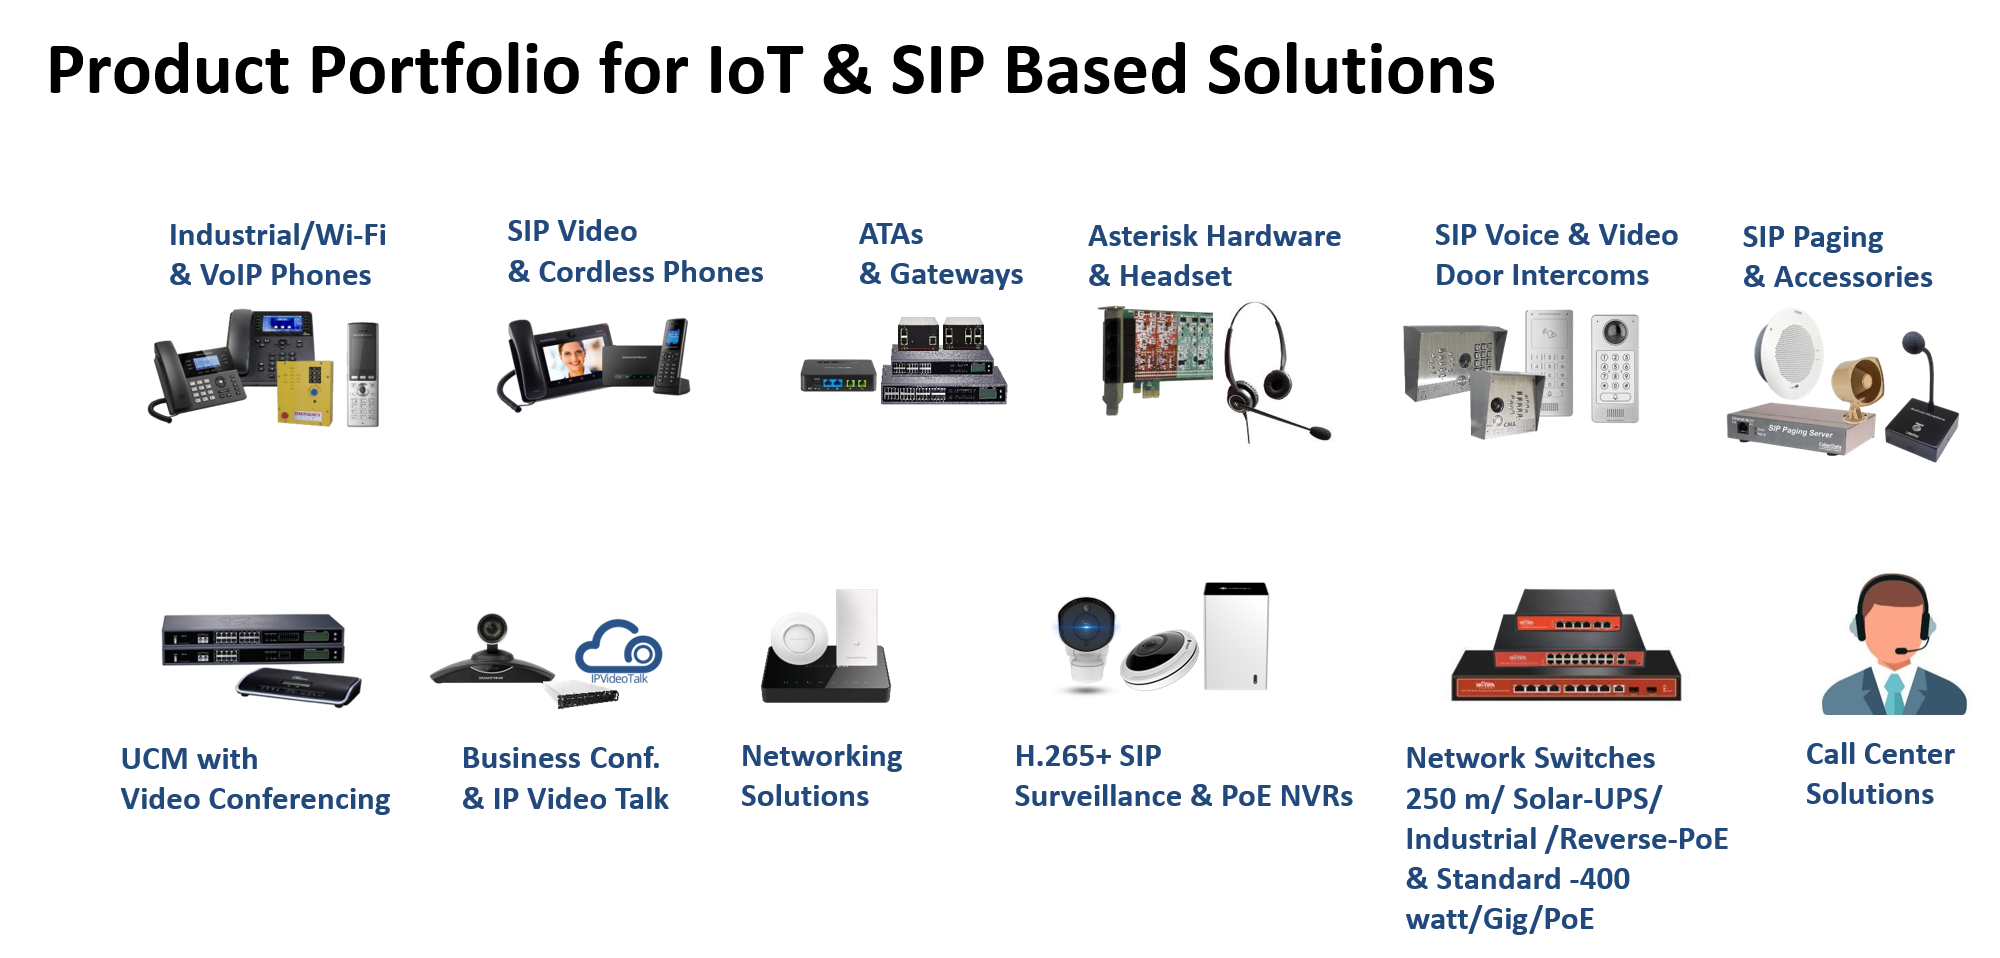 Product Portfolio for IoT & SIP Based Solutions
Industrial/Wi-Fi
& VoIP Phones
SIP Video
& Cordless Phones
ATAs
& Gateways
Asterisk Hardware
& Headset
SIP Voice & Video
Door Intercoms
SIP Paging
& Accessories
EMERGENCY
CALL
SIP Paging Server
CyberData
IPVideoTalk
UCM with
Video Conferencing
Business Conf.
& IP Video Talk
Networking
Solutions
H.265+ SIP
Surveillance & PoE NVRs
Network Switches
250 m/ Solar-UPS/
Industrial /Reverse-PoE
& Standard -400
watt/Gig/PoE
Call Center
Solutions